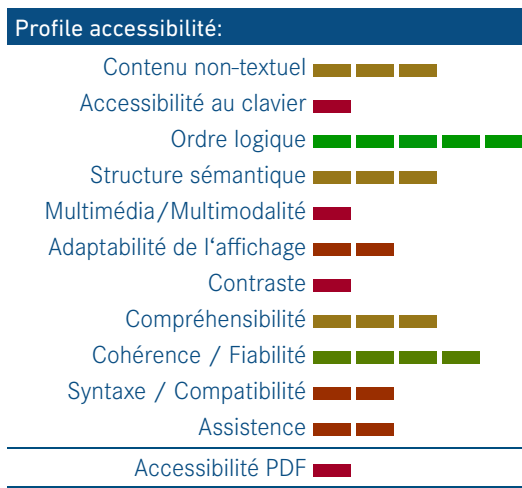 Profile accessibilité:
Contenu non-textuel
Accessibilité au clavier
Ordre logique
Structure sémantique
Multimédia/Multimodalité
Adaptabilité de l‘affichage
Contraste
Compréhensibilité
Cohérence / Fiabilité
Syntaxe / Compatibilité
Assistence
Accessibilité PDF